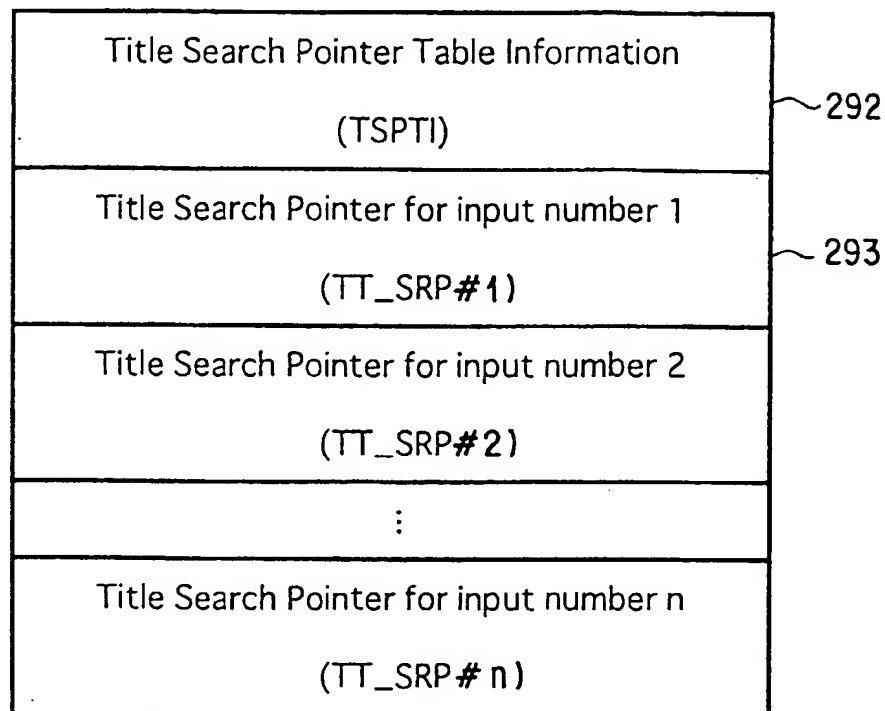 Title Search Pointer Table Information
(TSPTI)
292
Title Search Pointer for input number 1
(TT_SRP#1)
293
Title Search Pointer for input number 2
(TT_SRP#2)
⋮
Title Search Pointer for input number n
(TT_SRP# n)